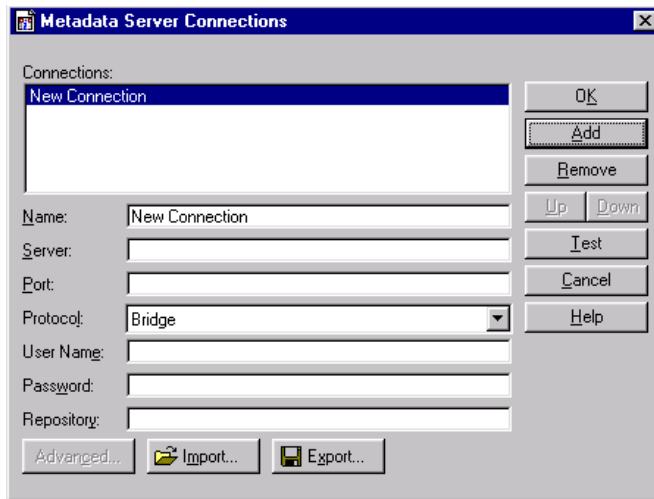 Metadata Server Connections
Connections:
New Connection
OK
Add
Remove
Up Down
Name: New Connection
Server:
Test
Port:
Cancel
Protocol: Bridge
Help
User Name:
Password:
Repository:
Advanced... Import... Export...